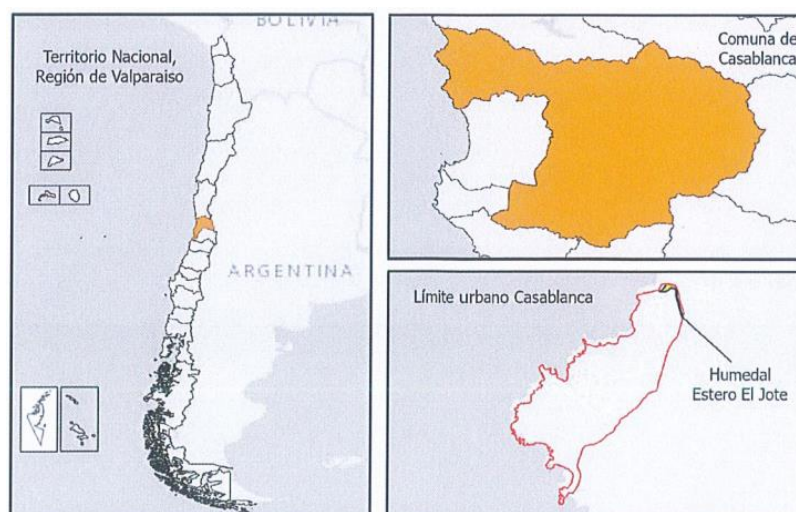 BOLIVIA
Territorio Nacional,
Región de Valparaiso
ARGENTINA
Comuna de
Casablanca
Límite urbano Casablanca
Humedal
Estero El Jote